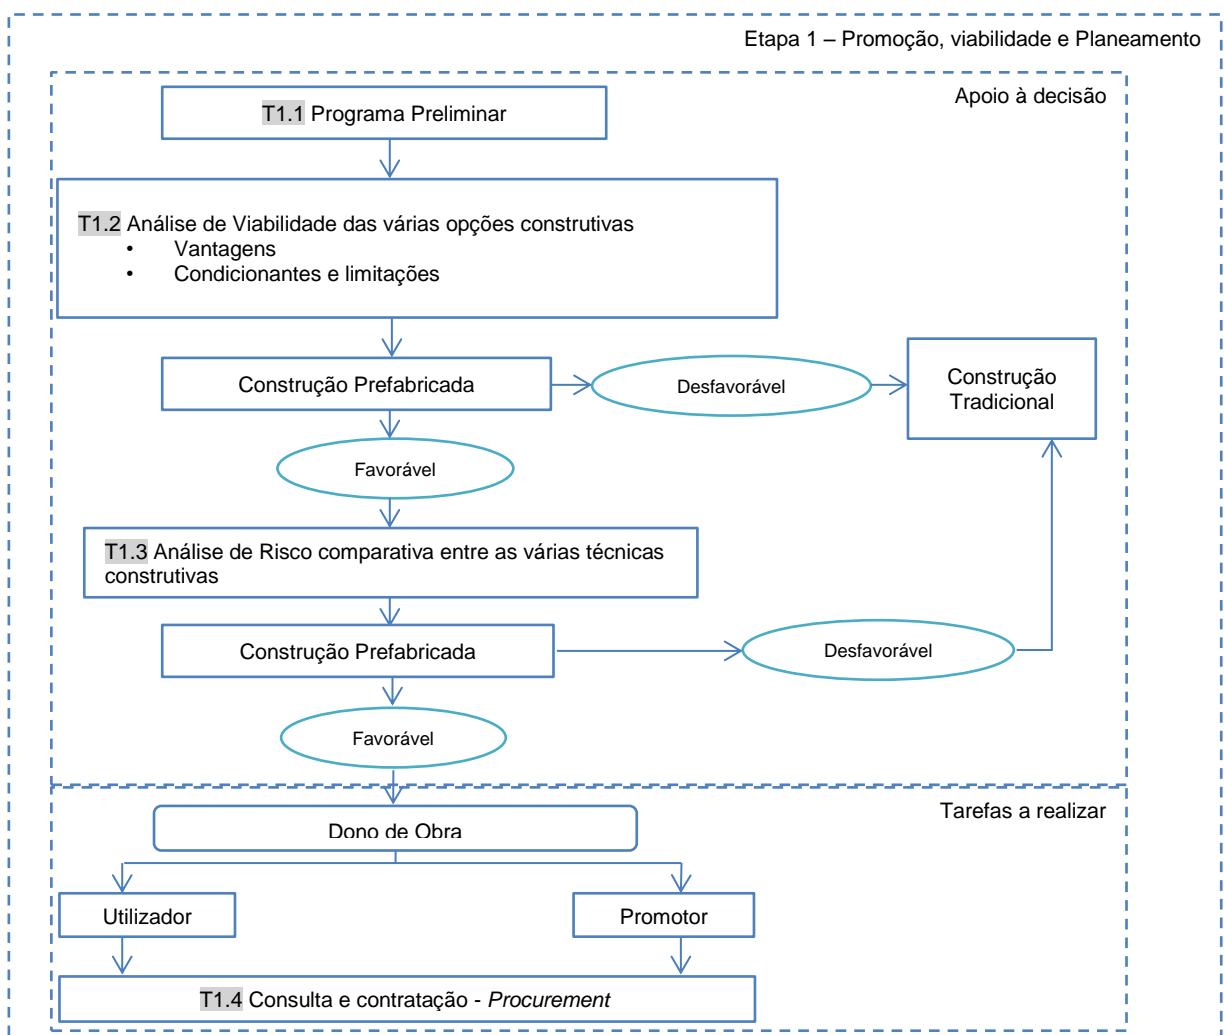 Etapa 1 – Promoção, viabilidade e Planeamento
Apoio à decisão
T1.1 Programa Preliminar
T1.2 Análise de Viabilidade das várias opções construtivas
• Vantagens
• Condicionantes e limitações
Construção Prefabricada
Desfavorável
Construção
Tradicional
Favorável
T1.3 Análise de Risco comparativa entre as várias técnicas
construtivas
Construção Prefabricada
Desfavorável
Favorável
Tarefas a realizar
Dono de Obra
Utilizador
Promotor
T1.4 Consulta e contratação - Procurement